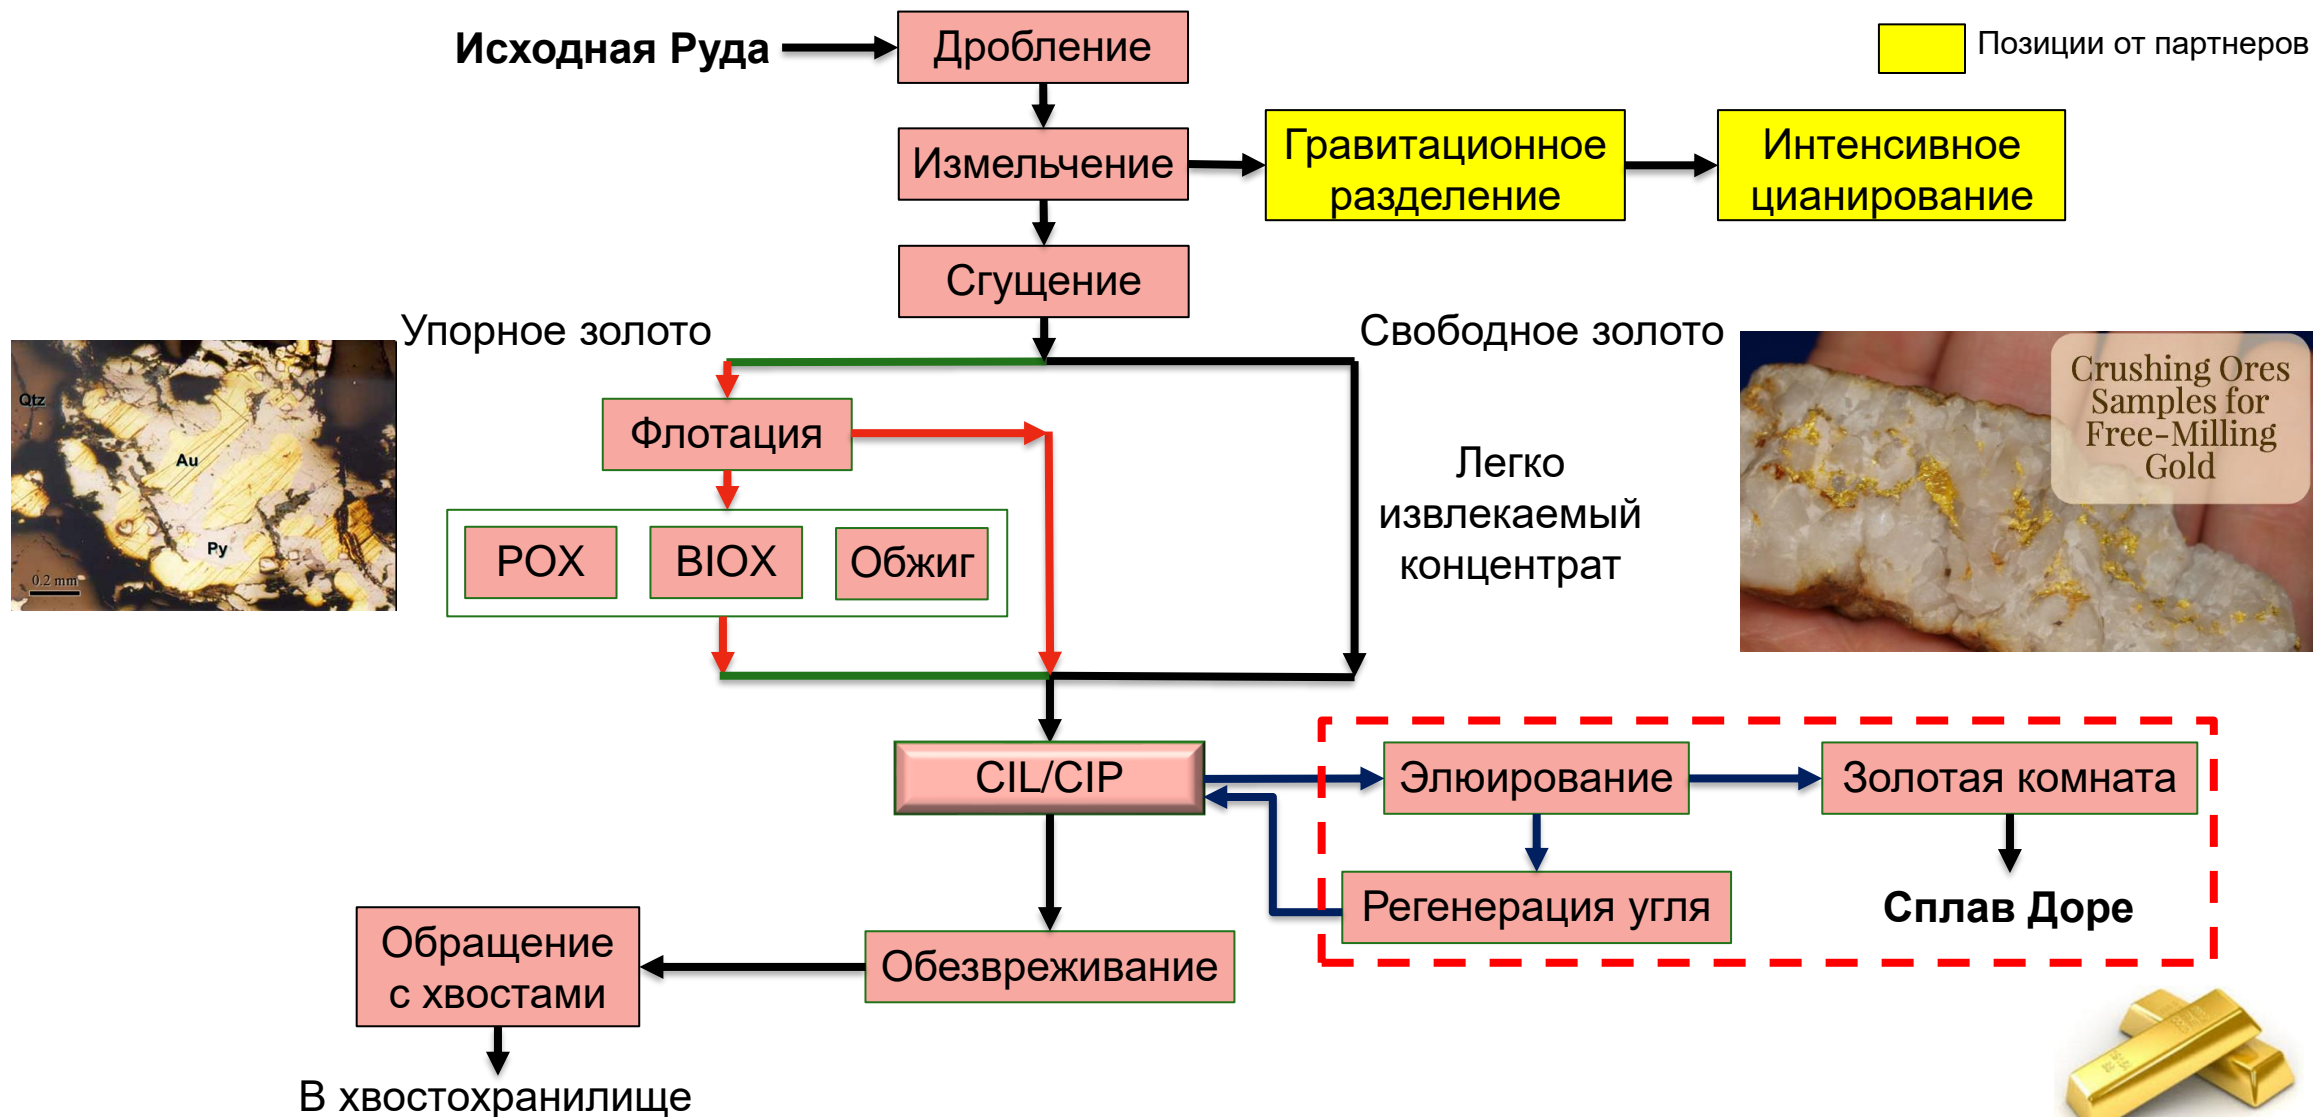 Исходная Руда
Дробление
Позиции от партнеров
Измельчение
Гравитационное
разделение
Интенсивное
цианирование
Сгущение
Упорное золото
Свободное золото
Qtz
Au
Py
0.2 mm
Флотация
Легко
извлекаемый
концентрат
Crushing Ores
Samples for
Free-Milling
Gold
POX
BIOX
Обжиг
CIL/CIP
Элюирование
Золотая комната
Регенерация угля
Сплав Доре
Обращение
с хвостами
Обезвреживание
В хвостохранилище